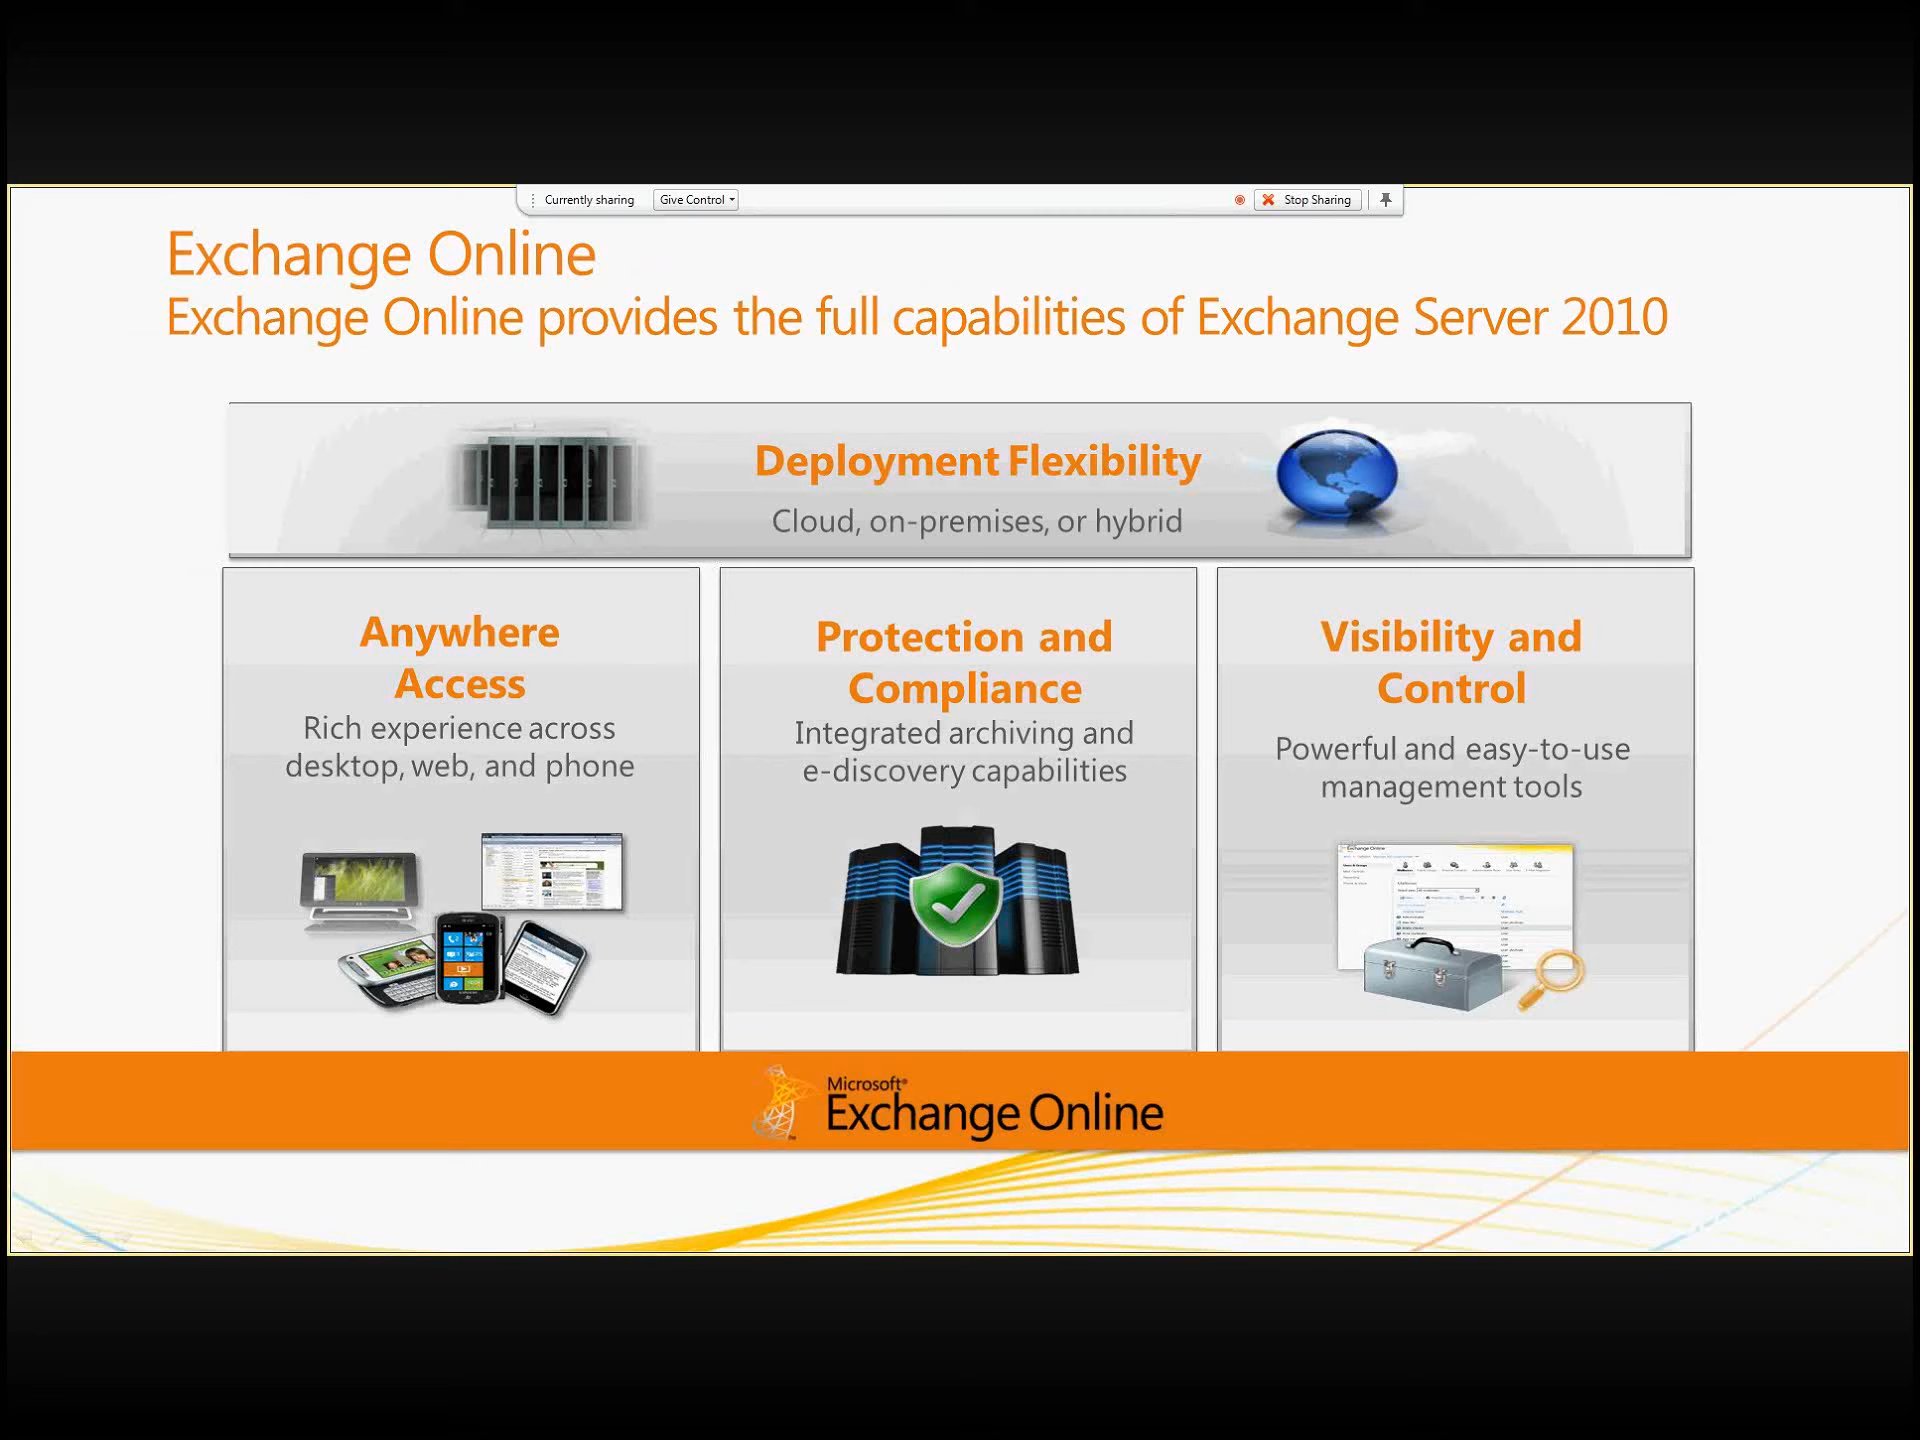 Currently sharing
Give Control
Stop Sharing
Exchange Online
Exchange Online provides the full capabilities of Exchange Server 2010
Deployment Flexibility
Cloud, on-premises, or hybrid
Anywhere
Access
Rich experience across
desktop, web, and phone
Protection and
Compliance
Integrated archiving and
e-discovery capabilities
Visibility and
Control
Powerful and easy-to-use
management tools
Exchange Online
Microsoft®
Exchange Online